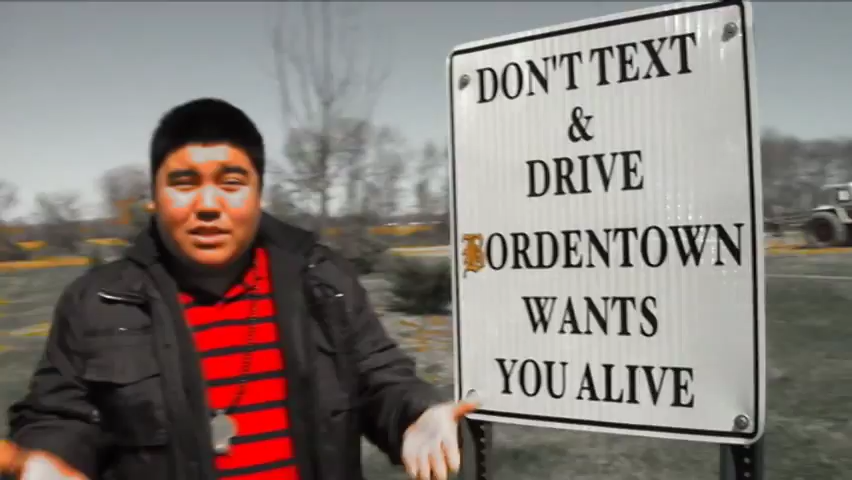 DON'T TEXT
&
DRIVE
BORDENTOWN
WANTS
YOU ALIVE